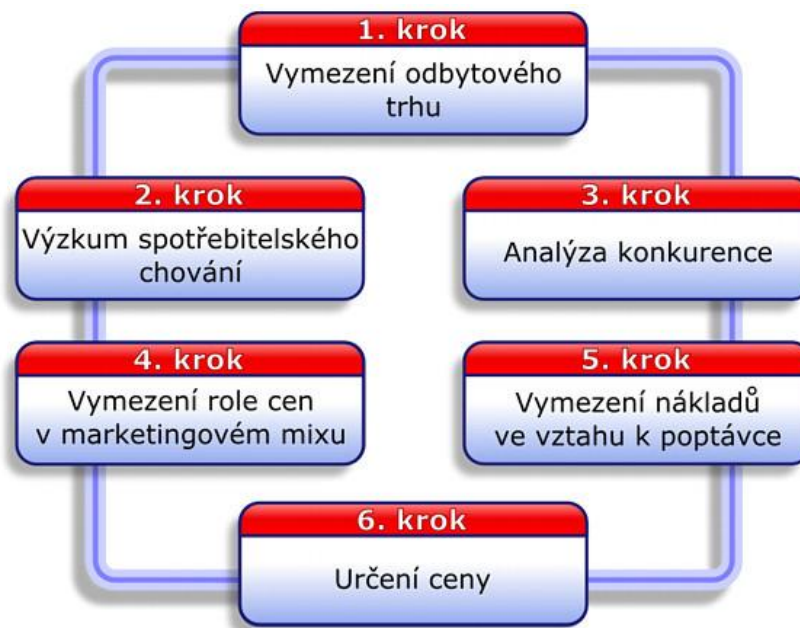 1. krok
Vymezení odbytového
trhu
2. krok
Výzkum spotřebitelského
chování
3. krok
Analýza konkurence
4. krok
Vymezení role cen
v marketingovém mixu
5. krok
Vymezení nákladů
ve vztahu k poptávce
6. krok
Určení ceny